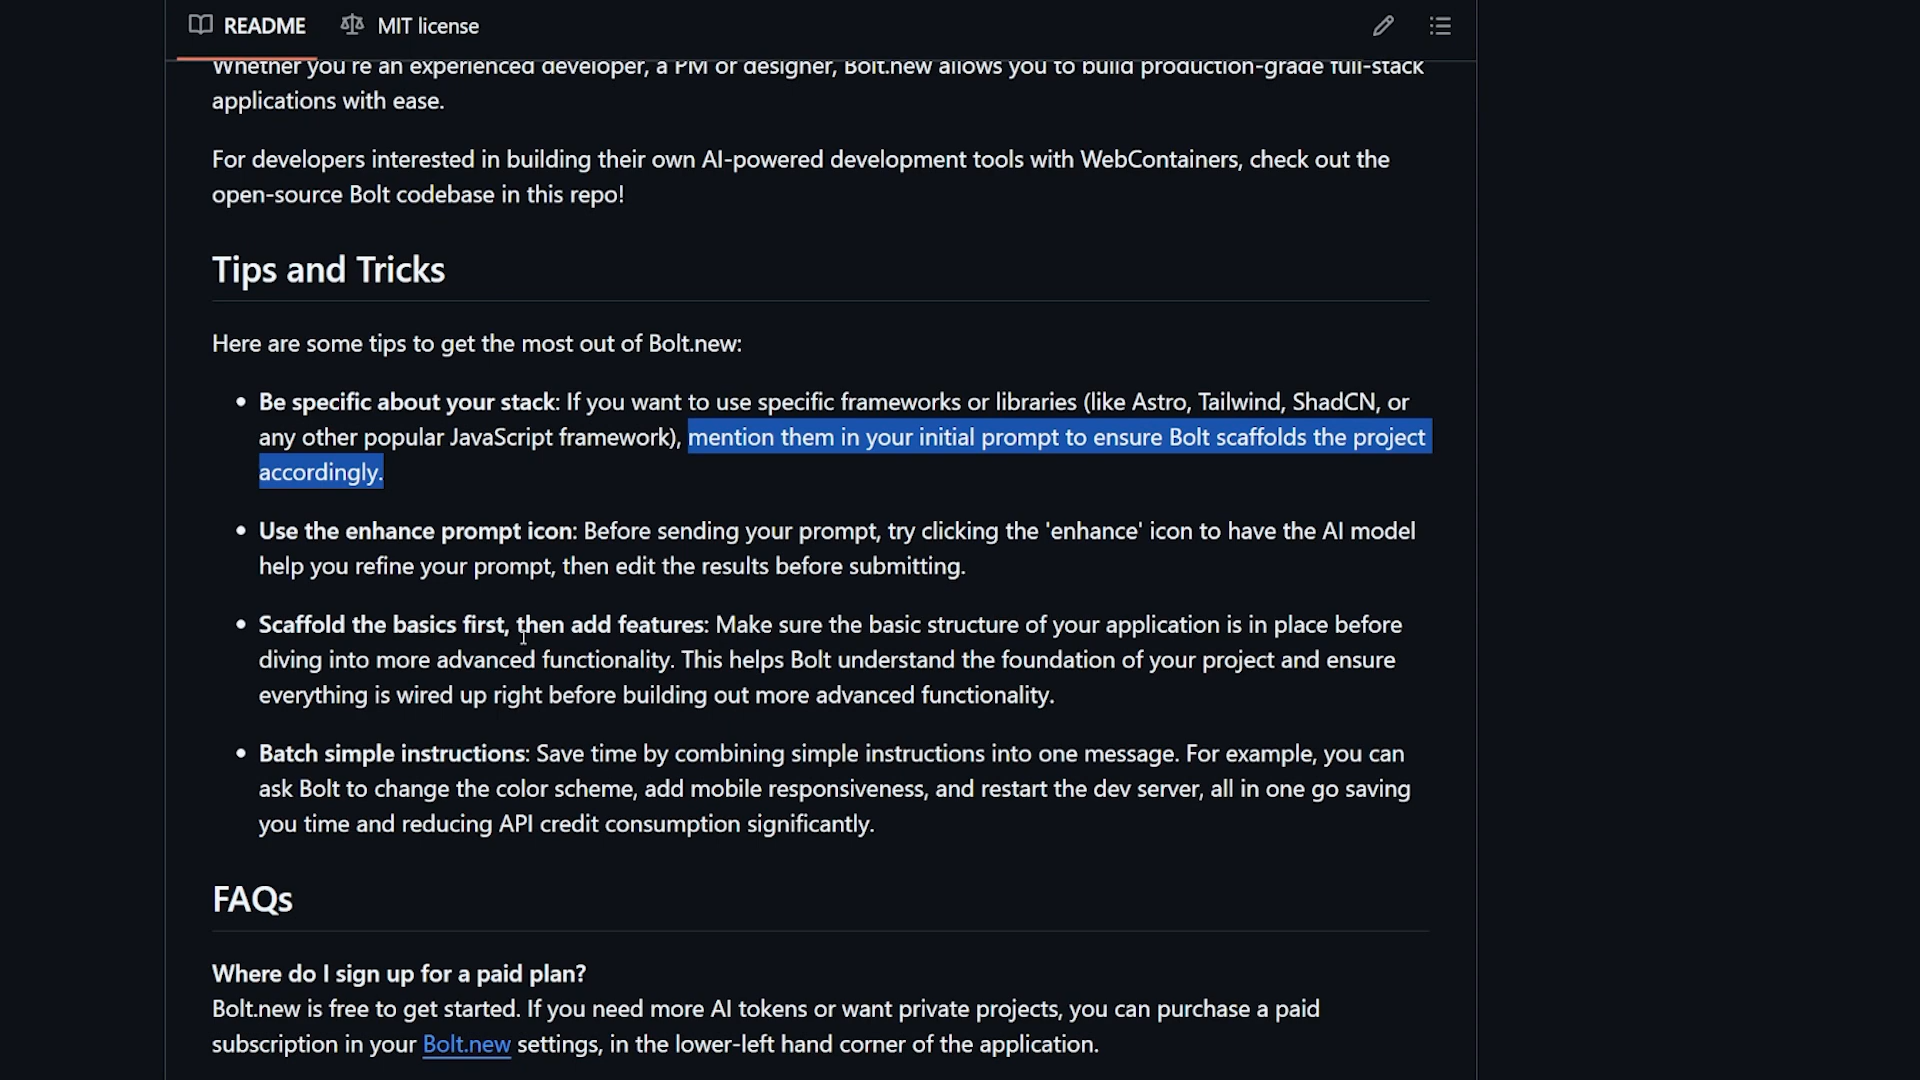 README MIT license
Whether you're an experienced developer, a PM or designer, Bolt.new allows you to build production-grade full-stack
applications with ease.
For developers interested in building their own AI-powered development tools with WebContainers, check out the
open-source Bolt codebase in this repo!
Tips and Tricks
Here are some tips to get the most out of Bolt.new:
• Be specific about your stack: If you want to use specific frameworks or libraries (like Astro, Tailwind, ShadCN, or
any other popular JavaScript framework), mention them in your initial prompt to ensure Bolt scaffolds the project
accordingly.
• Use the enhance prompt icon: Before sending your prompt, try clicking the 'enhance' icon to have the AI model
help you refine your prompt, then edit the results before submitting.
• Scaffold the basics first, then add features: Make sure the basic structure of your application is in place before
diving into more advanced functionality. This helps Bolt understand the foundation of your project and ensure
everything is wired up right before building out more advanced functionality.
• Batch simple instructions: Save time by combining simple instructions into one message. For example, you can
ask Bolt to change the color scheme, add mobile responsiveness, and restart the dev server, all in one go saving
you time and reducing API credit consumption significantly.
FAQs
Where do I sign up for a paid plan?
Bolt.new is free to get started. If you need more AI tokens or want private projects, you can purchase a paid
subscription in your Bolt.new settings, in the lower-left hand corner of the application.